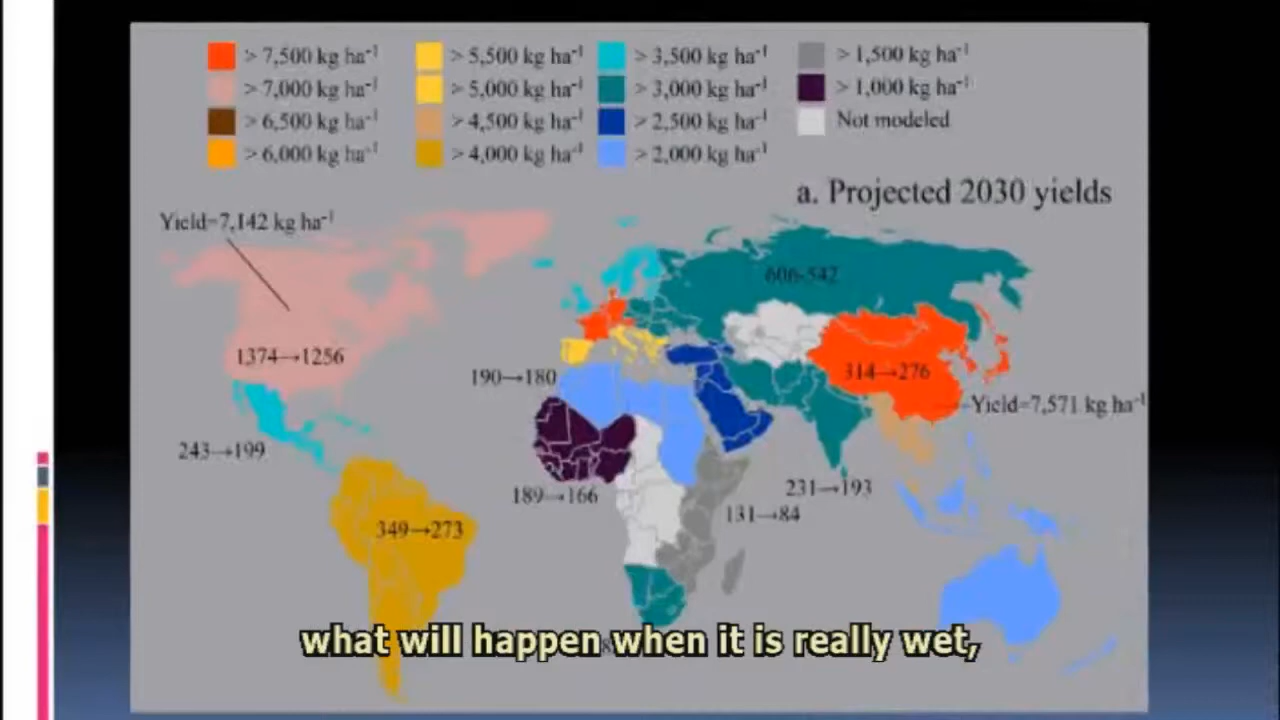 > 7,500 kg ha⁻¹
> 7,000 kg ha⁻¹
> 6,500 kg ha⁻¹
> 6,000 kg ha⁻¹
> 5,500 kg ha⁻¹
> 5,000 kg ha⁻¹
> 4,500 kg ha⁻¹
> 4,000 kg ha⁻¹
> 3,500 kg ha⁻¹
> 3,000 kg ha⁻¹
> 2,500 kg ha⁻¹
> 2,000 kg ha⁻¹
> 1,500 kg ha⁻¹
> 1,000 kg ha⁻¹
Not modeled
a. Projected 2030 yields
Yield=7,142 kg ha⁻¹
606-542
1374→1256
190→180
314→276
Yield=7,571 kg ha⁻¹
243→199
189→166
231→193
131→84
349→273
what will happen when it is really wet,